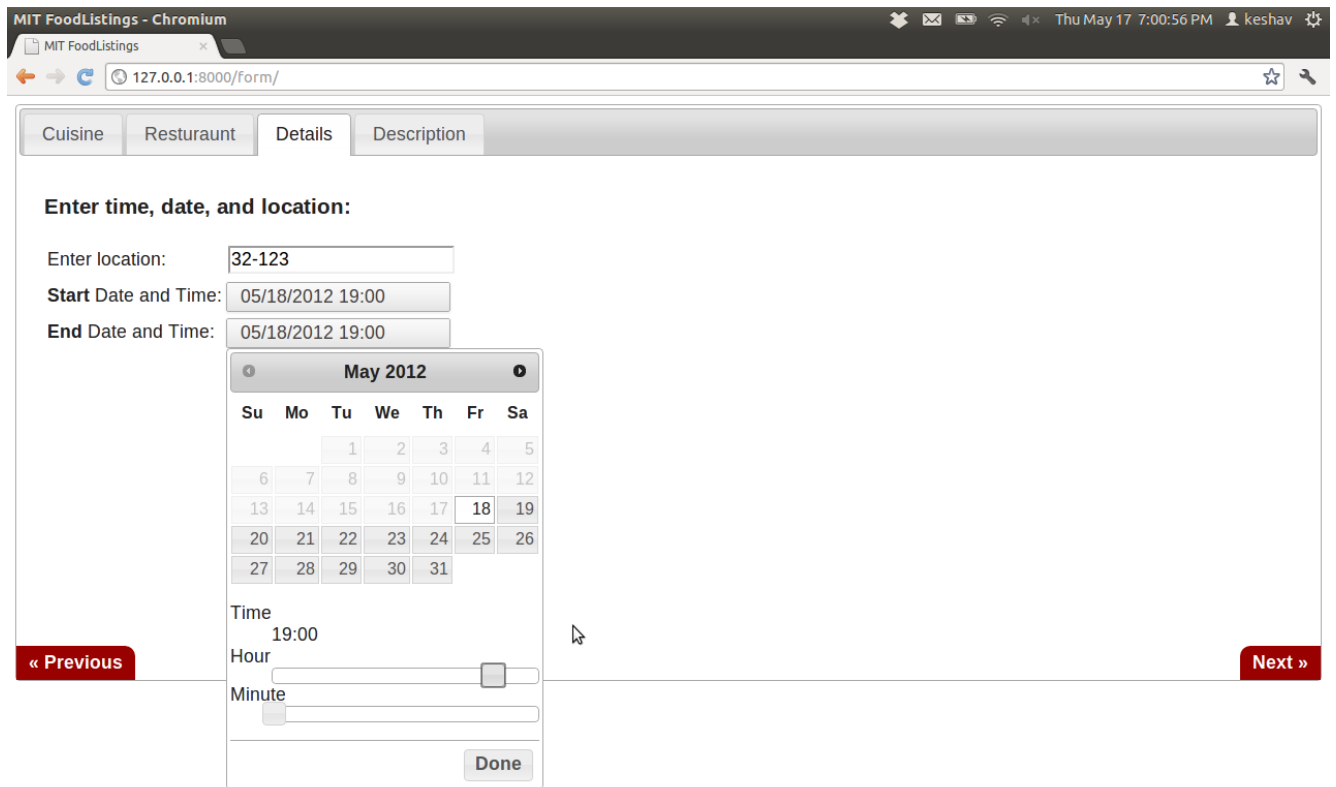 MIT FoodListings - Chromium
Thu May 17 7:00:56 PM keshav
MIT FoodListings
127.0.0.1:8000/form/
Cuisine Resturaunt Details Description
Enter time, date, and location:
Enter location: 32-123
Start Date and Time: 05/18/2012 19:00
End Date and Time: 05/18/2012 19:00
May 2012
Su Mo Tu We Th Fr Sa
1 2 3 4 5
6 7 8 9 10 11 12
13 14 15 16 17 18 19
20 21 22 23 24 25 26
27 28 29 30 31
Time
19:00
Hour
Minute
« Previous
Next »
Done